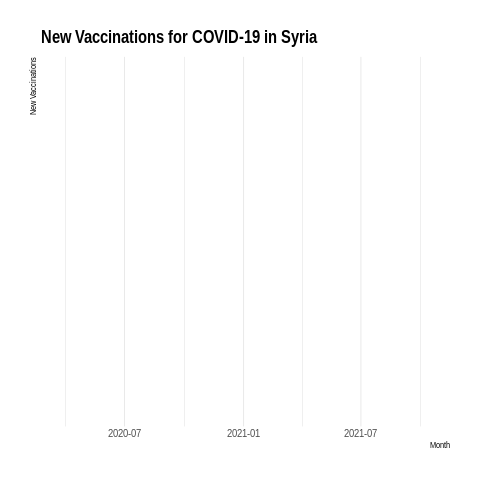 New Vaccinations for COVID-19 in Syria
New Vaccinations
2020-07
2021-01
2021-07
Month